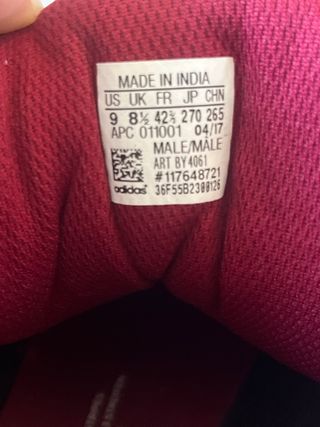 MADE IN INDIA
US UK FR JP CHN
9 8½ 42⅔ 270 265
APC 011001 04/17
MALE/MALE
ART BY4061
#117648721
adidas 36F55B2300126